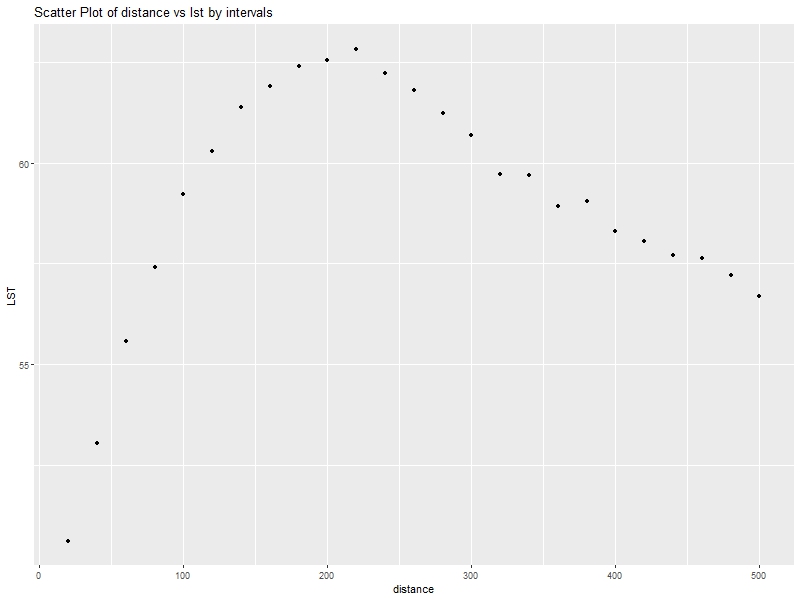 Scatter Plot of distance vs lst by intervals
60
55
LST
0 100 200 300 400 500
distance